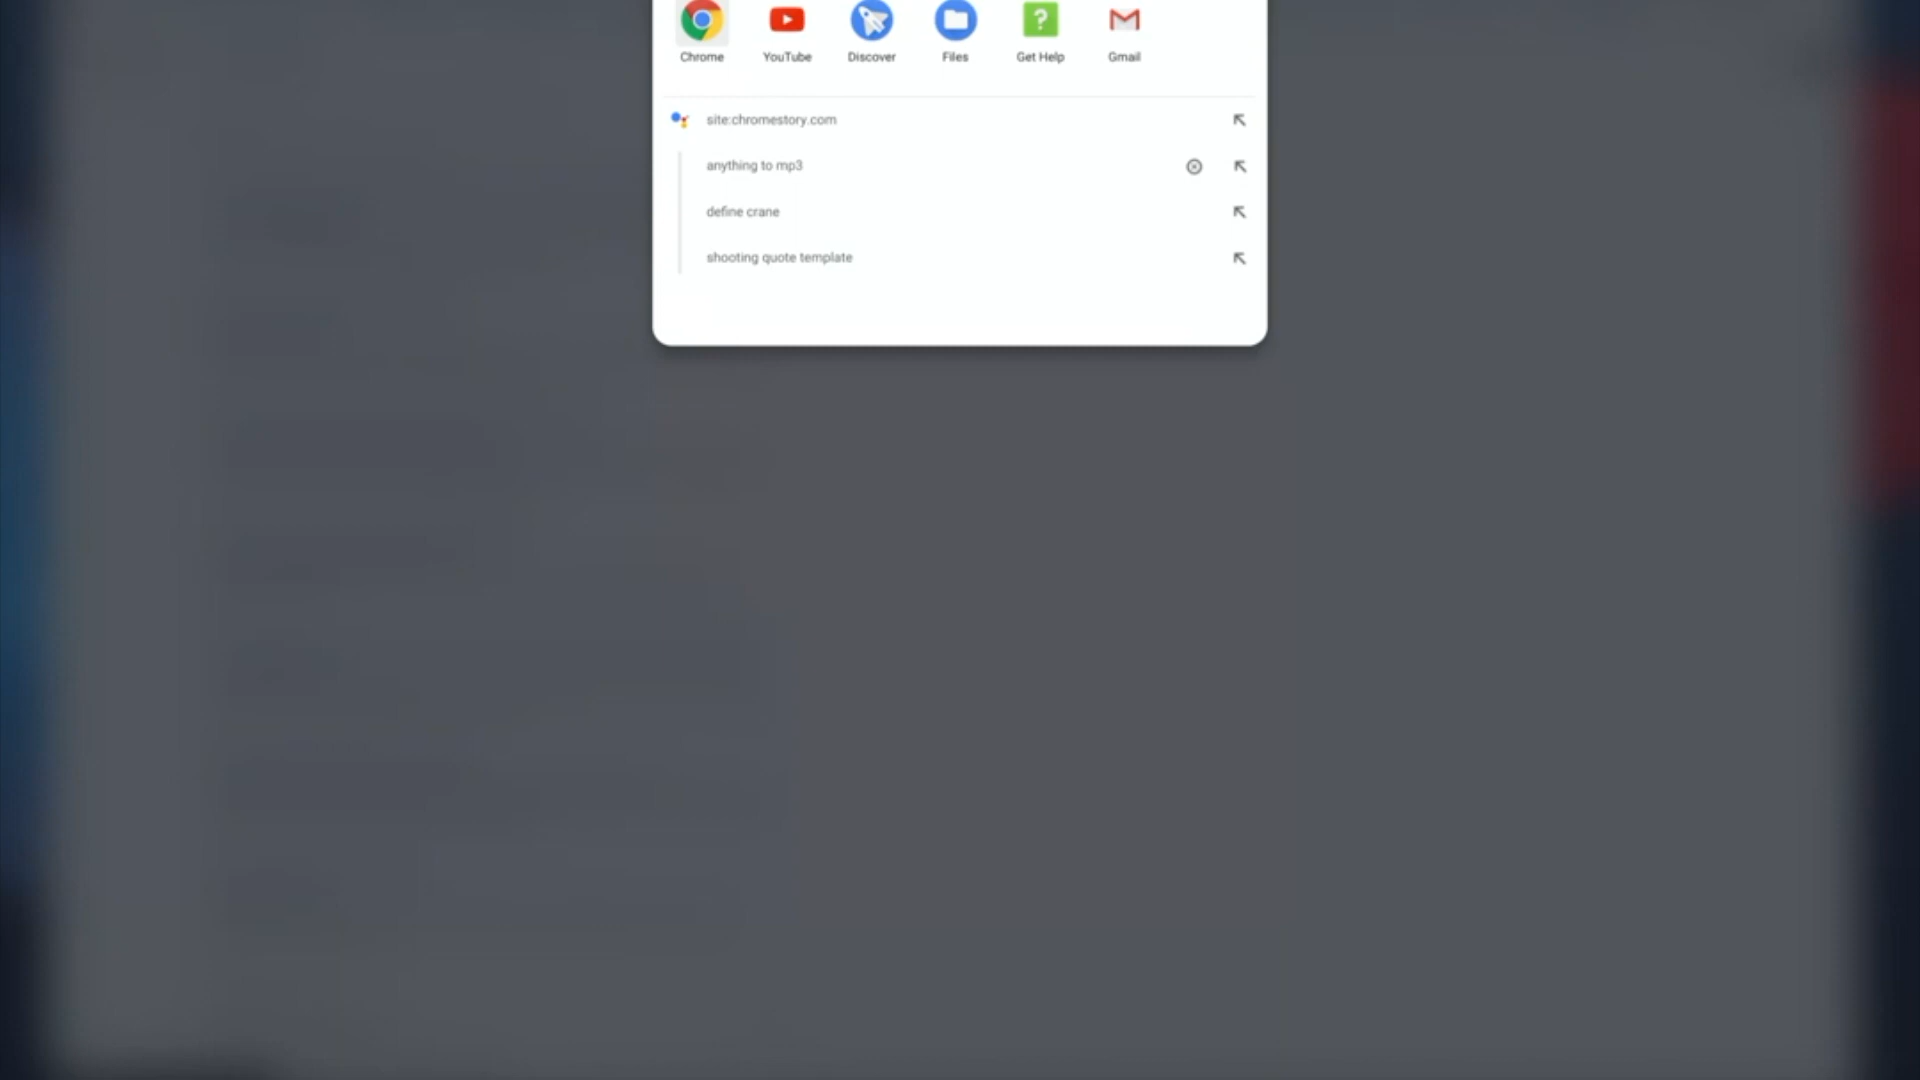 Chrome YouTube Discover Files Get Help Gmail
site:chromestory.com
anything to mp3
define crane
shooting quote template